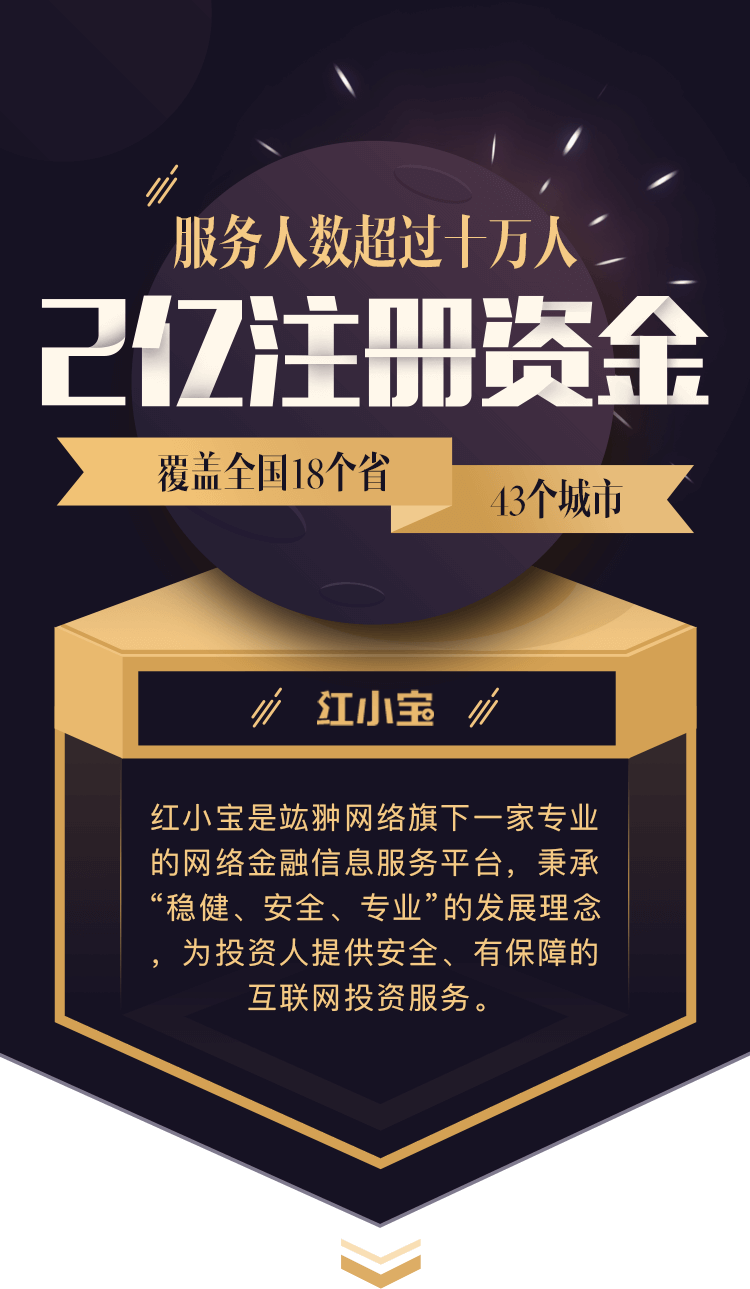 服务人数超过十万人
2亿注册资金
覆盖全国18个省
43个城市
红小宝
红小宝是竑翀网络旗下一家专业
的网络金融信息服务平台，秉承
“稳健、安全、专业”的发展理念
，为投资人提供安全、有保障的
互联网投资服务。